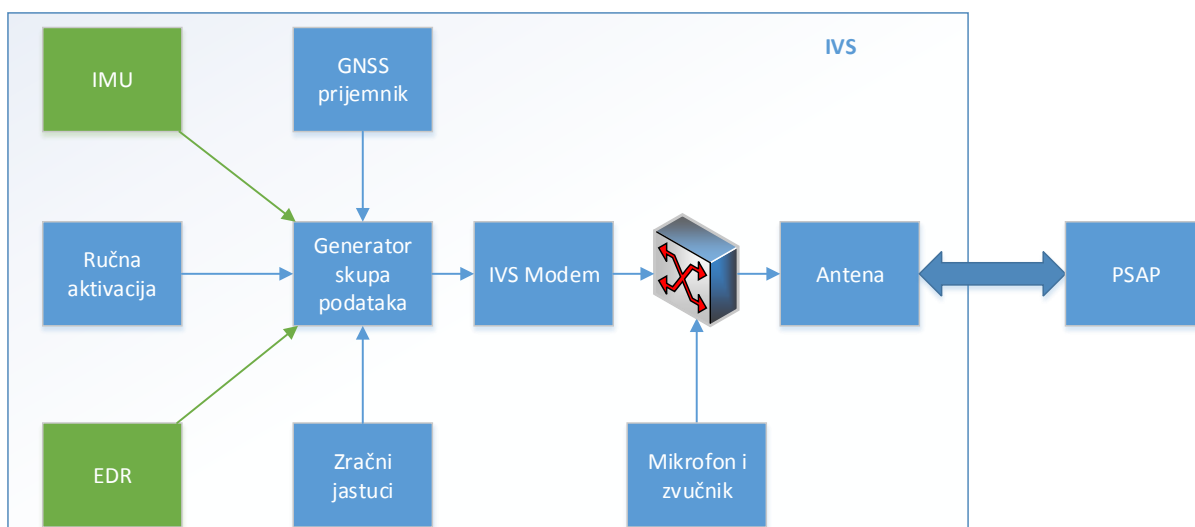 IVS
IMU
GNSS
prijemnik
Ručna
aktivacija
Generator
skupa
podataka
IVS Modem
Antena
PSAP
EDR
Zračni
jastuci
Mikrofon i
zvučnik